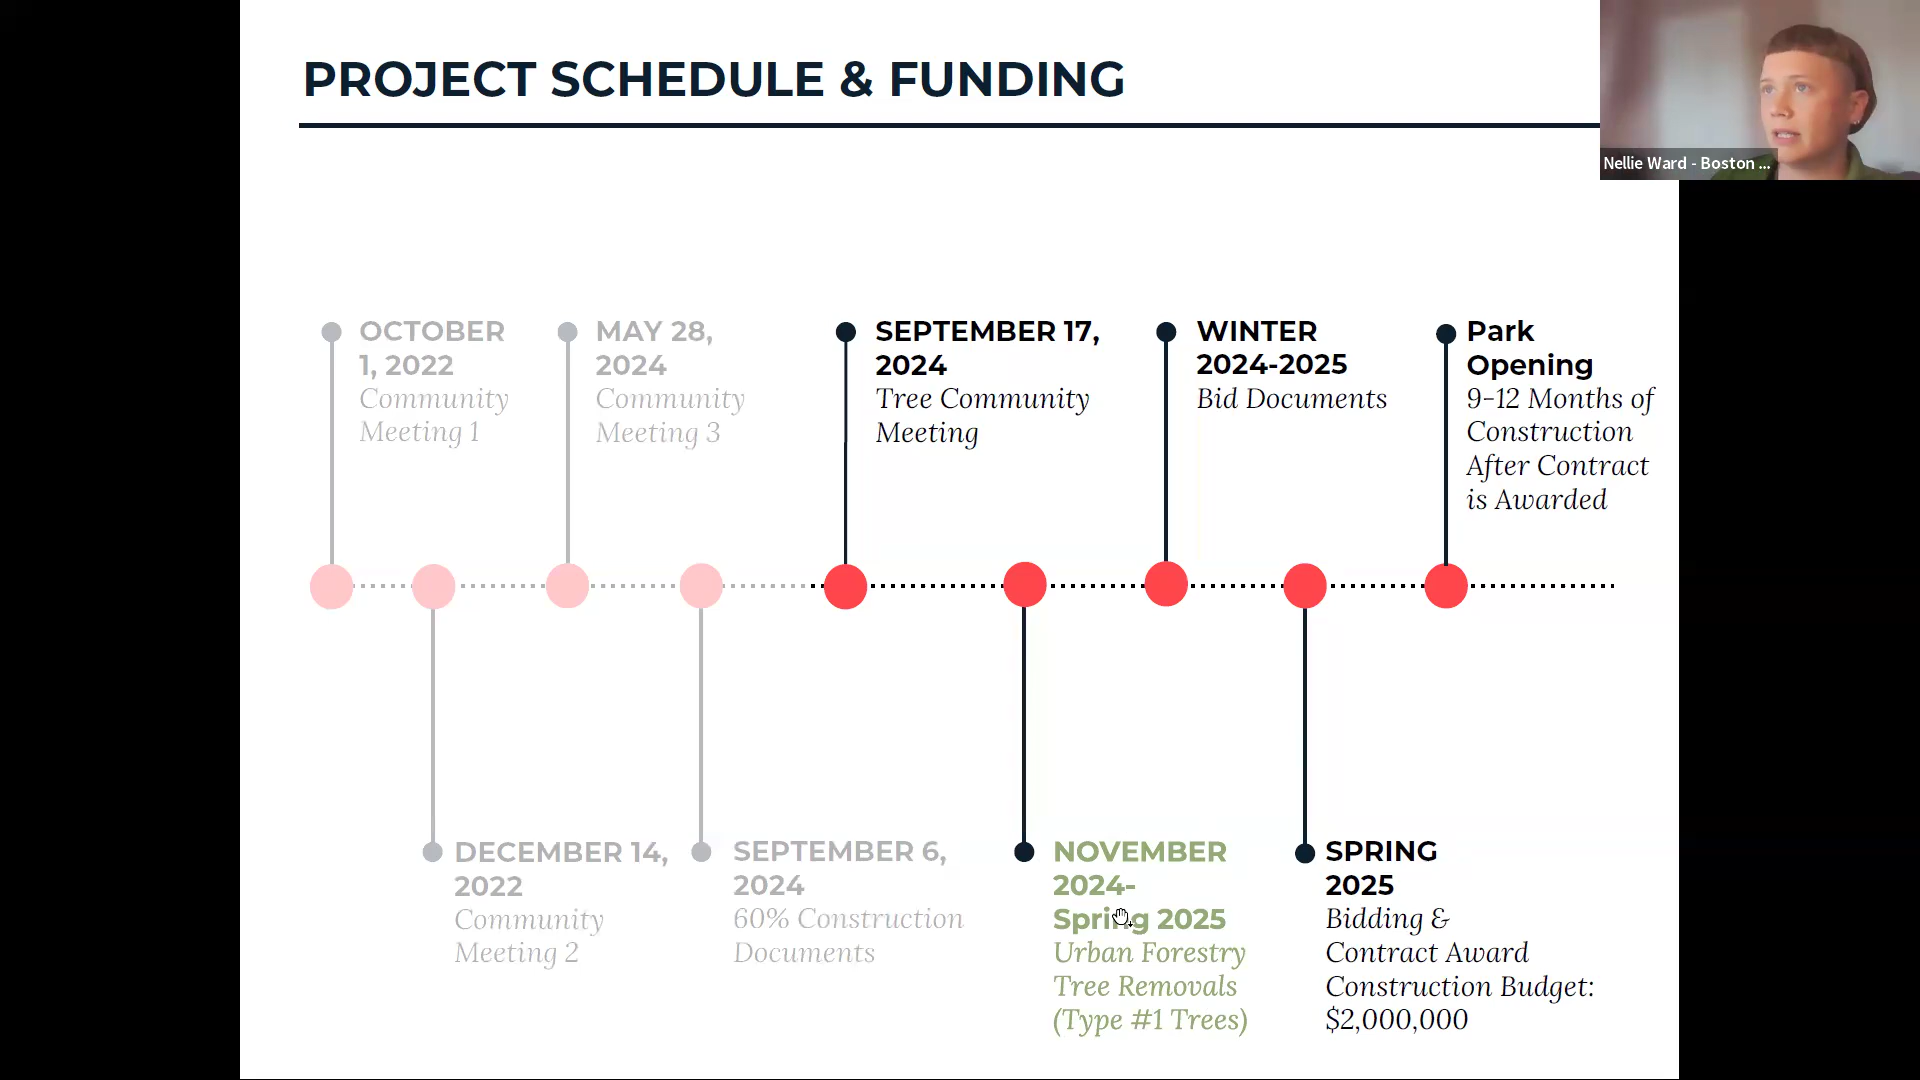 PROJECT SCHEDULE & FUNDING
Nellie Ward - Boston ...
OCTOBER
1, 2022
Community
Meeting 1
MAY 28,
2024
Community
Meeting 3
SEPTEMBER 17,
2024
Tree Community
Meeting
WINTER
2024-2025
Bid Documents
Park
Opening
9-12 Months of
Construction
After Contract
is Awarded
DECEMBER 14,
2022
Community
Meeting 2
SEPTEMBER 6,
2024
60% Construction
Documents
NOVEMBER
2024-
Spring 2025
Urban Forestry
Tree Removals
(Type #1 Trees)
SPRING
2025
Bidding &
Contract Award
Construction Budget:
$2,000,000